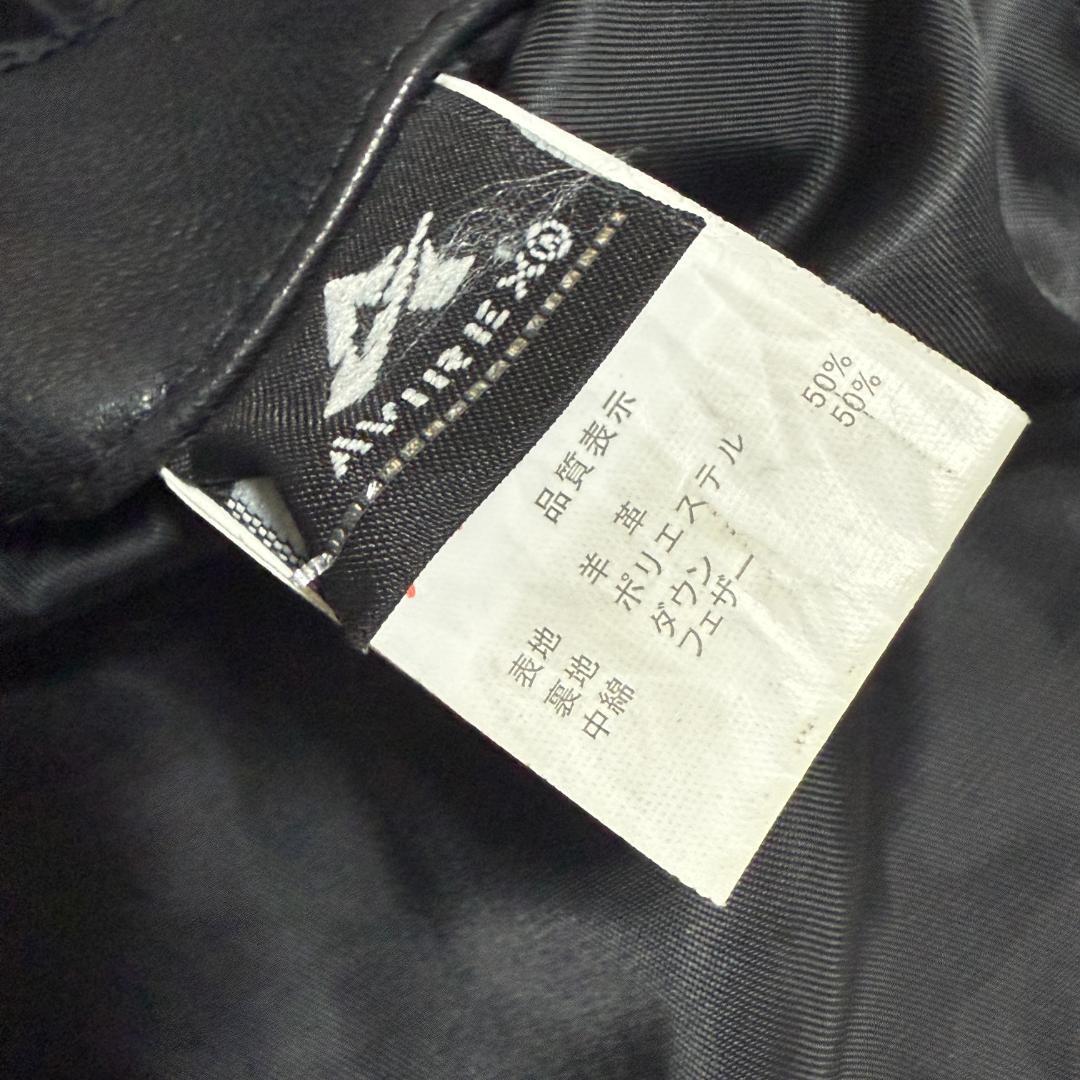 AVIREX®
品質表示
表地 羊革
裏地 ポリエステル
中綿 ダウン 50%
フェザー 50%